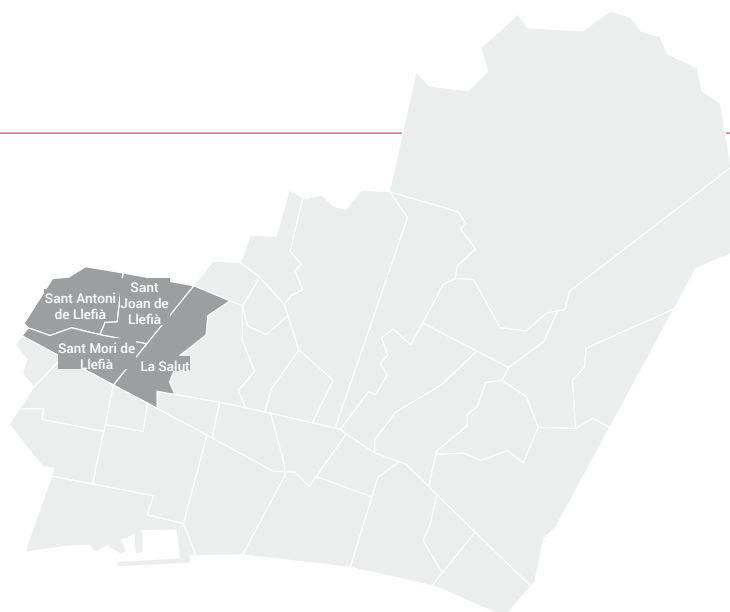 Sant Antoni
de Llefià
Sant
Joan de
Llefià
Sant Mori de
Llefià
La Salut